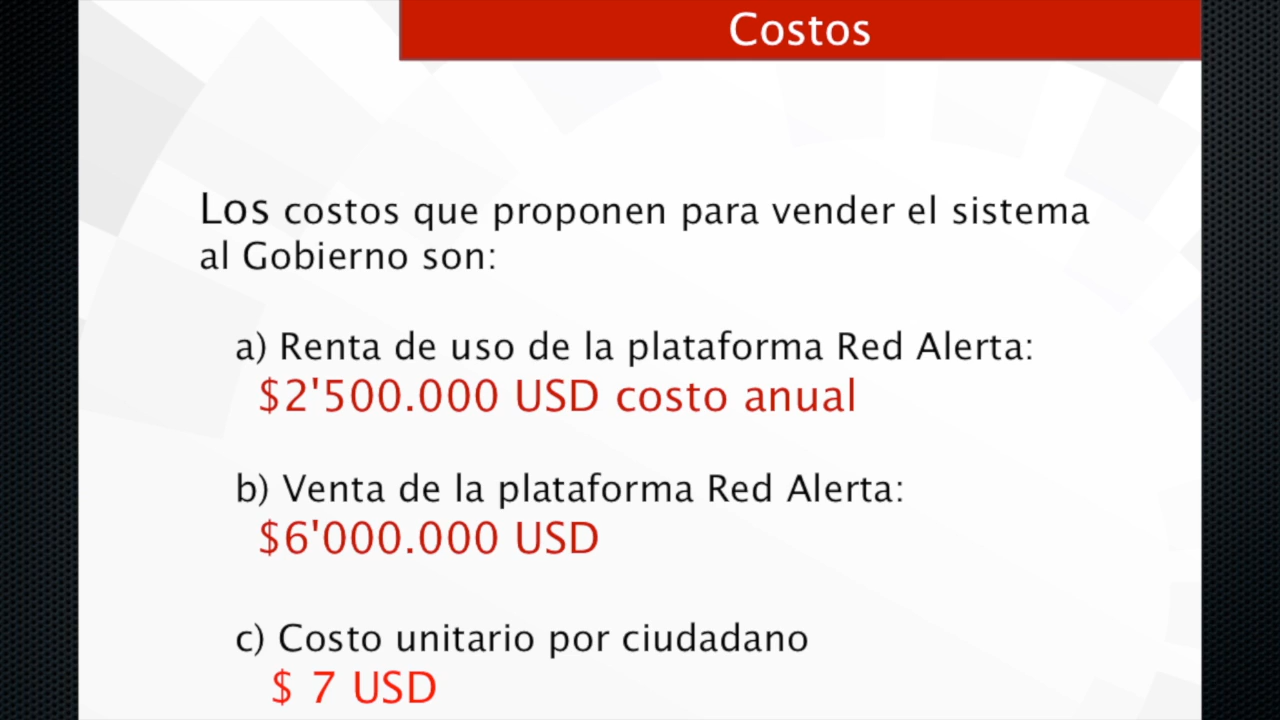 Costos
Los costos que proponen para vender el sistema
al Gobierno son:
a) Renta de uso de la plataforma Red Alerta:
$2'500.000 USD costo anual
b) Venta de la plataforma Red Alerta:
$6'000.000 USD
c) Costo unitario por ciudadano
$ 7 USD